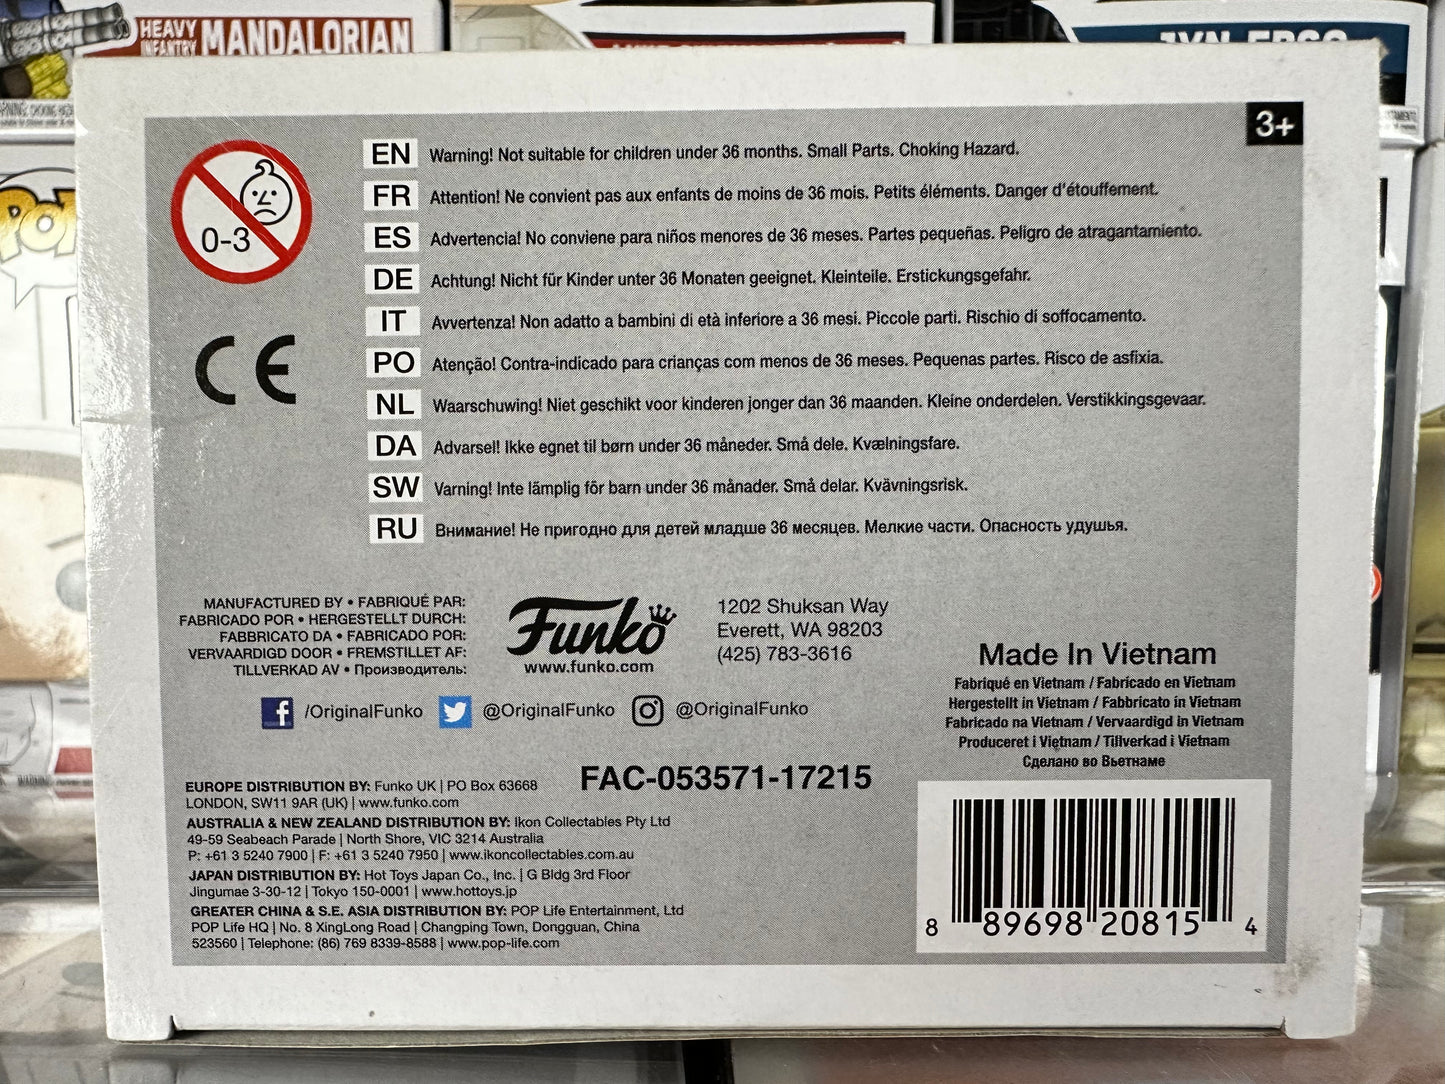 HEAVY
INFANTRY MANDALORIAN
JYN ERSO
POP
3+
0-3
CE
EN Warning! Not suitable for children under 36 months. Small Parts. Choking Hazard.
FR Attention! Ne convient pas aux enfants de moins de 36 mois. Petits éléments. Danger d'étouffement.
ES Advertencia! No conviene para niños menores de 36 meses. Partes pequeñas. Peligro de atragantamiento.
DE Achtung! Nicht für Kinder unter 36 Monaten geeignet. Kleinteile. Erstickungsgefahr.
IT Avvertenza! Non adatto a bambini di età inferiore a 36 mesi. Piccole parti. Rischio di soffocamento.
PO Atenção! Contra-indicado para crianças com menos de 36 meses. Pequenas partes. Risco de asfixia.
NL Waarschuwing! Niet geschikt voor kinderen jonger dan 36 maanden. Kleine onderdelen. Verstikkingsgevaar.
DA Advarsel! Ikke egnet til børn under 36 måneder. Små dele. Kvælningsfare.
SW Varning! Inte lämplig för barn under 36 månader. Små delar. Kvävningsrisk.
RU Внимание! Не пригодно для детей младше 36 месяцев. Мелкие части. Опасность удушья.
MANUFACTURED BY • FABRIQUÉ PAR:
FABRICADO POR • HERGESTELLT DURCH:
FABBRICATO DA • FABRICADO POR:
VERVAARDIGD DOOR • FREMSTILLET AF:
TILLVERKAD AV • Производитель:
Funko
www.funko.com
1202 Shuksan Way
Everett, WA 98203
(425) 783-3616
f /OriginalFunko @OriginalFunko @OriginalFunko
Made In Vietnam
Fabriqué en Vietnam / Fabricado en Vietnam
Hergestellt in Vietnam / Fabbricato in Vietnam
Fabricado na Vietnam / Vervaardigd in Vietnam
Produceret i Vietnam / Tillverkad i Vietnam
Сделано во Вьетнаме
FAC-053571-17215
EUROPE DISTRIBUTION BY: Funko UK | PO Box 63668
LONDON, SW11 9AR (UK) | www.funko.com
AUSTRALIA & NEW ZEALAND DISTRIBUTION BY: Ikon Collectables Pty Ltd
49-59 Seabeach Parade | North Shore, VIC 3214 Australia
P: +61 3 5240 7900 | F: +61 3 5240 7950 | www.ikoncollectables.com.au
JAPAN DISTRIBUTION BY: Hot Toys Japan Co., Inc. | G Bldg 3rd Floor
Jingumae 3-30-12 | Tokyo 150-0001 | www.hottoys.jp
GREATER CHINA & S.E. ASIA DISTRIBUTION BY: POP Life Entertainment, Ltd
POP Life HQ | No. 8 XingLong Road | Changping Town, Dongguan, China
523560 | Telephone: (86) 769 8339-8588 | www.pop-life.com
8 89698 20815 4